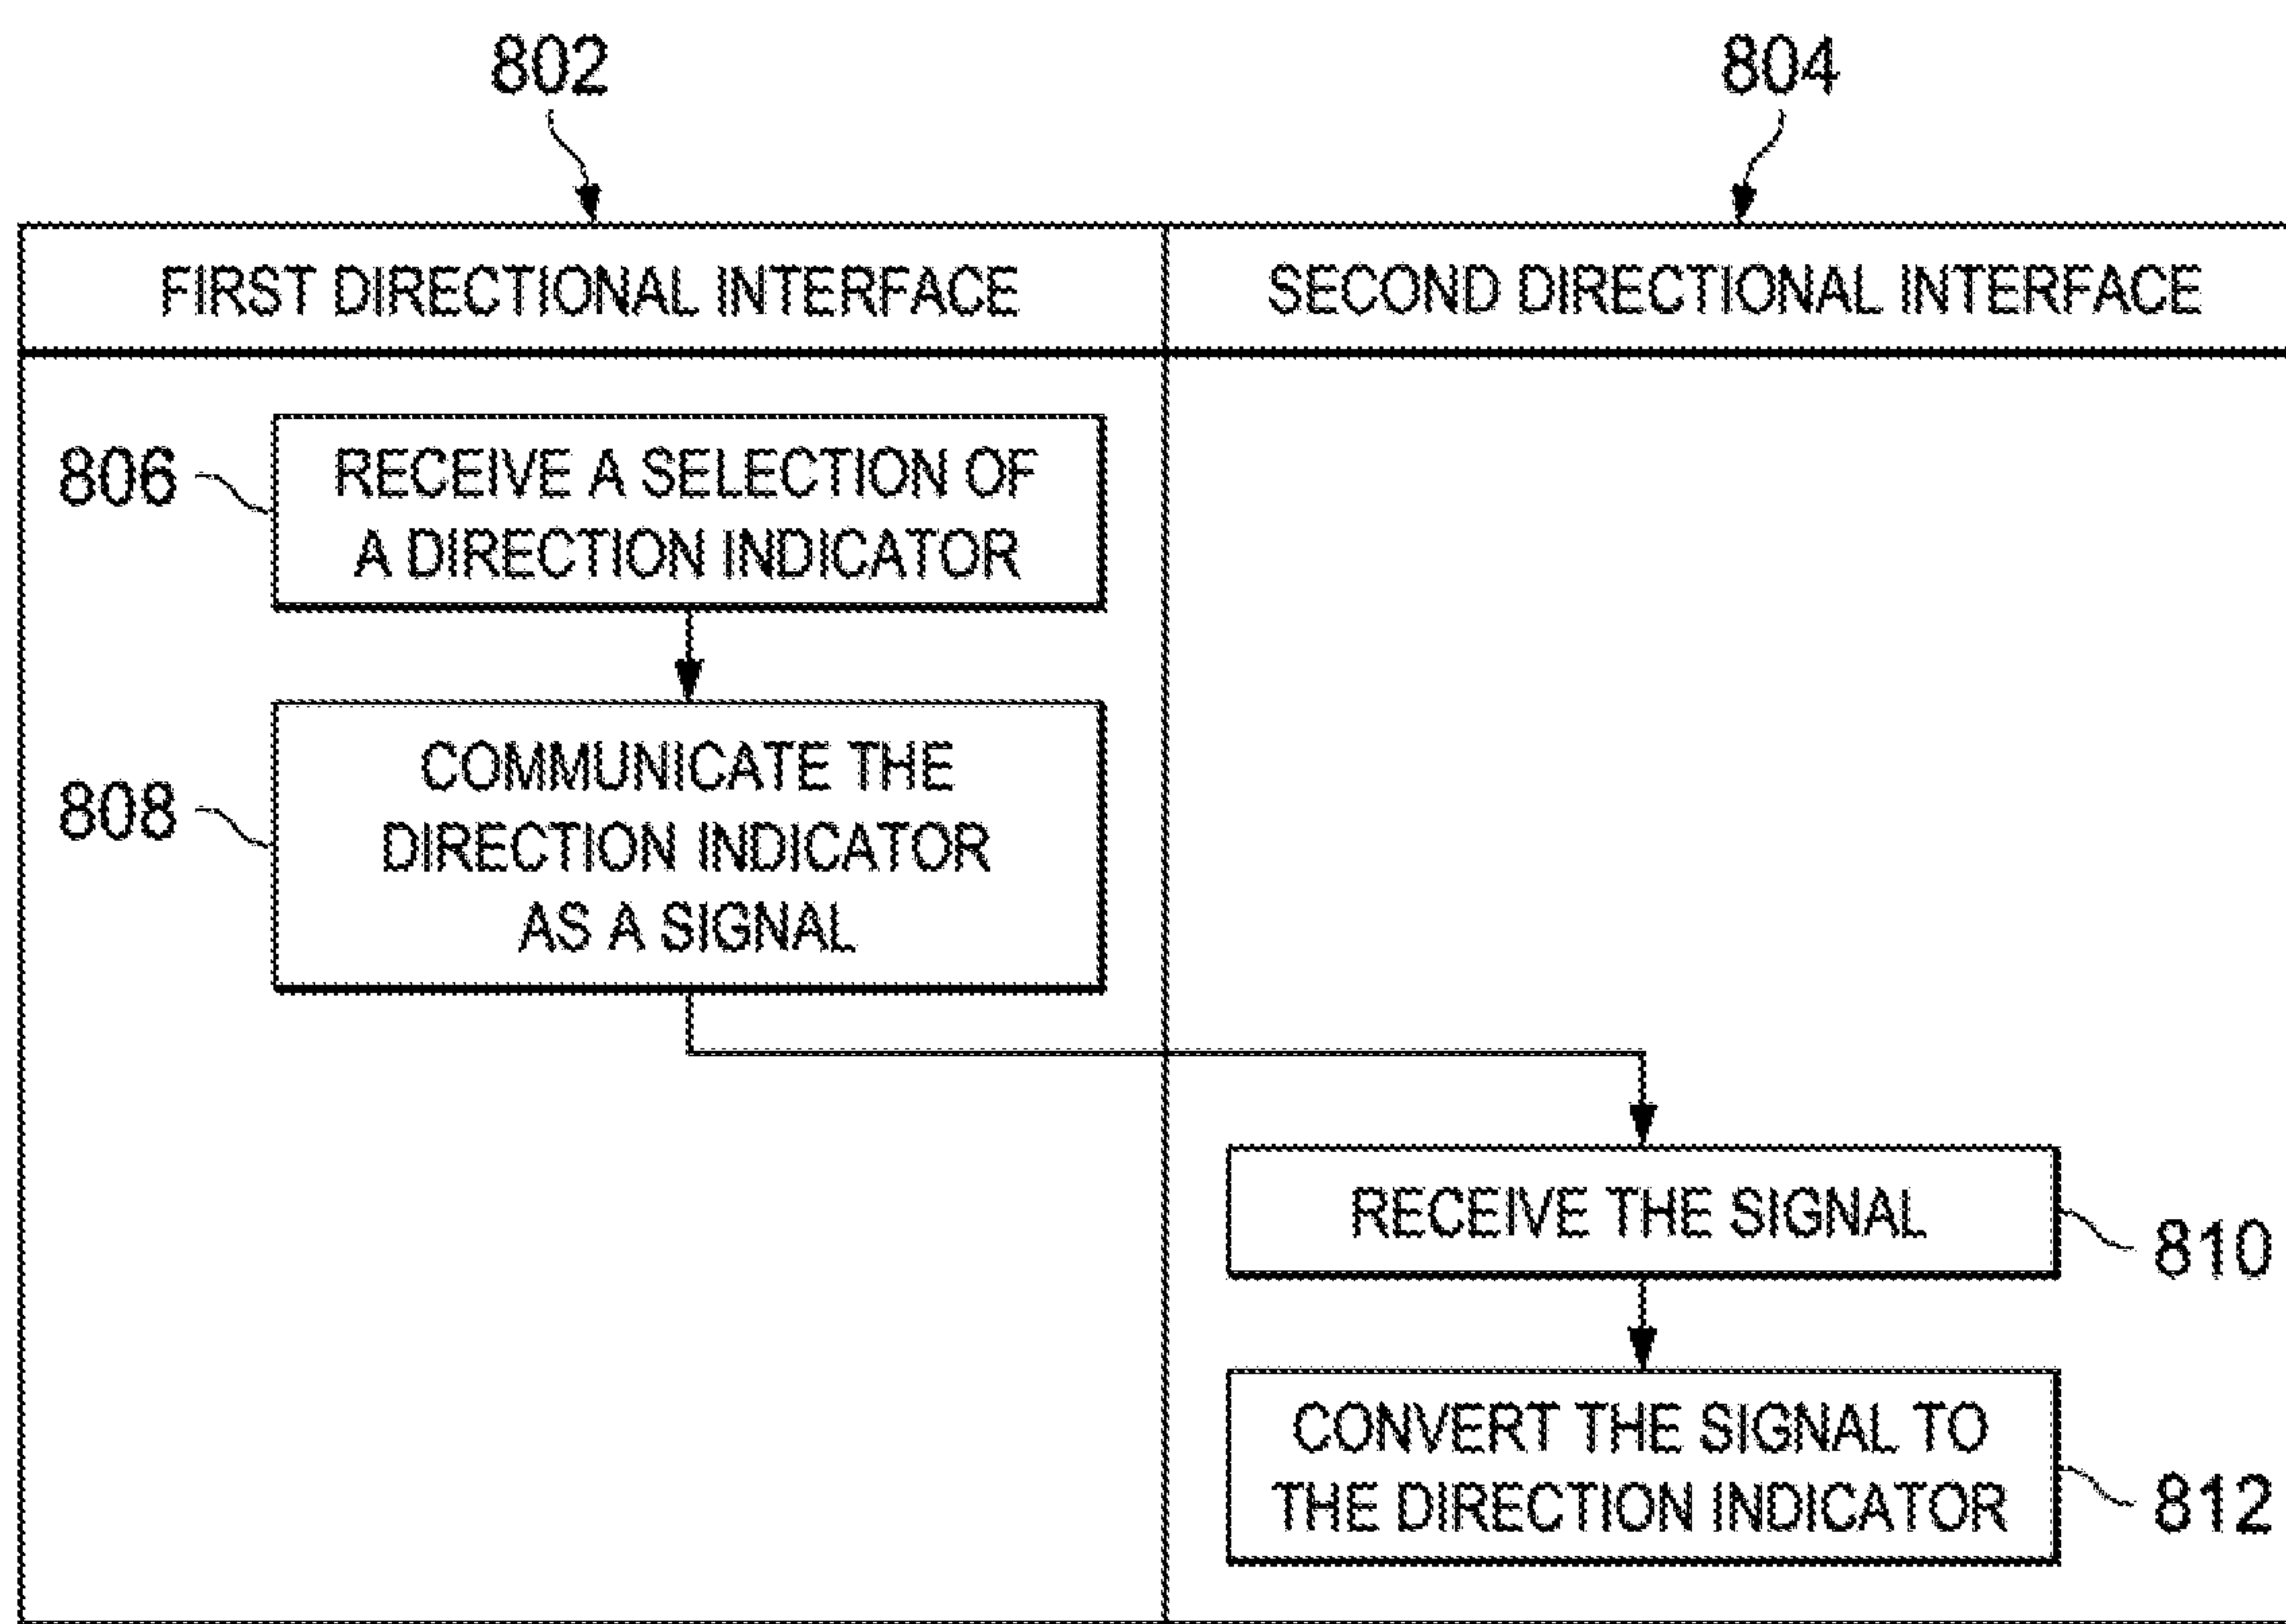 802
804
FIRST DIRECTIONAL INTERFACE
SECOND DIRECTIONAL INTERFACE
806
RECEIVE A SELECTION OF
A DIRECTION INDICATOR
808
COMMUNICATE THE
DIRECTION INDICATOR
AS A SIGNAL
RECEIVE THE SIGNAL
810
CONVERT THE SIGNAL TO
THE DIRECTION INDICATOR
812